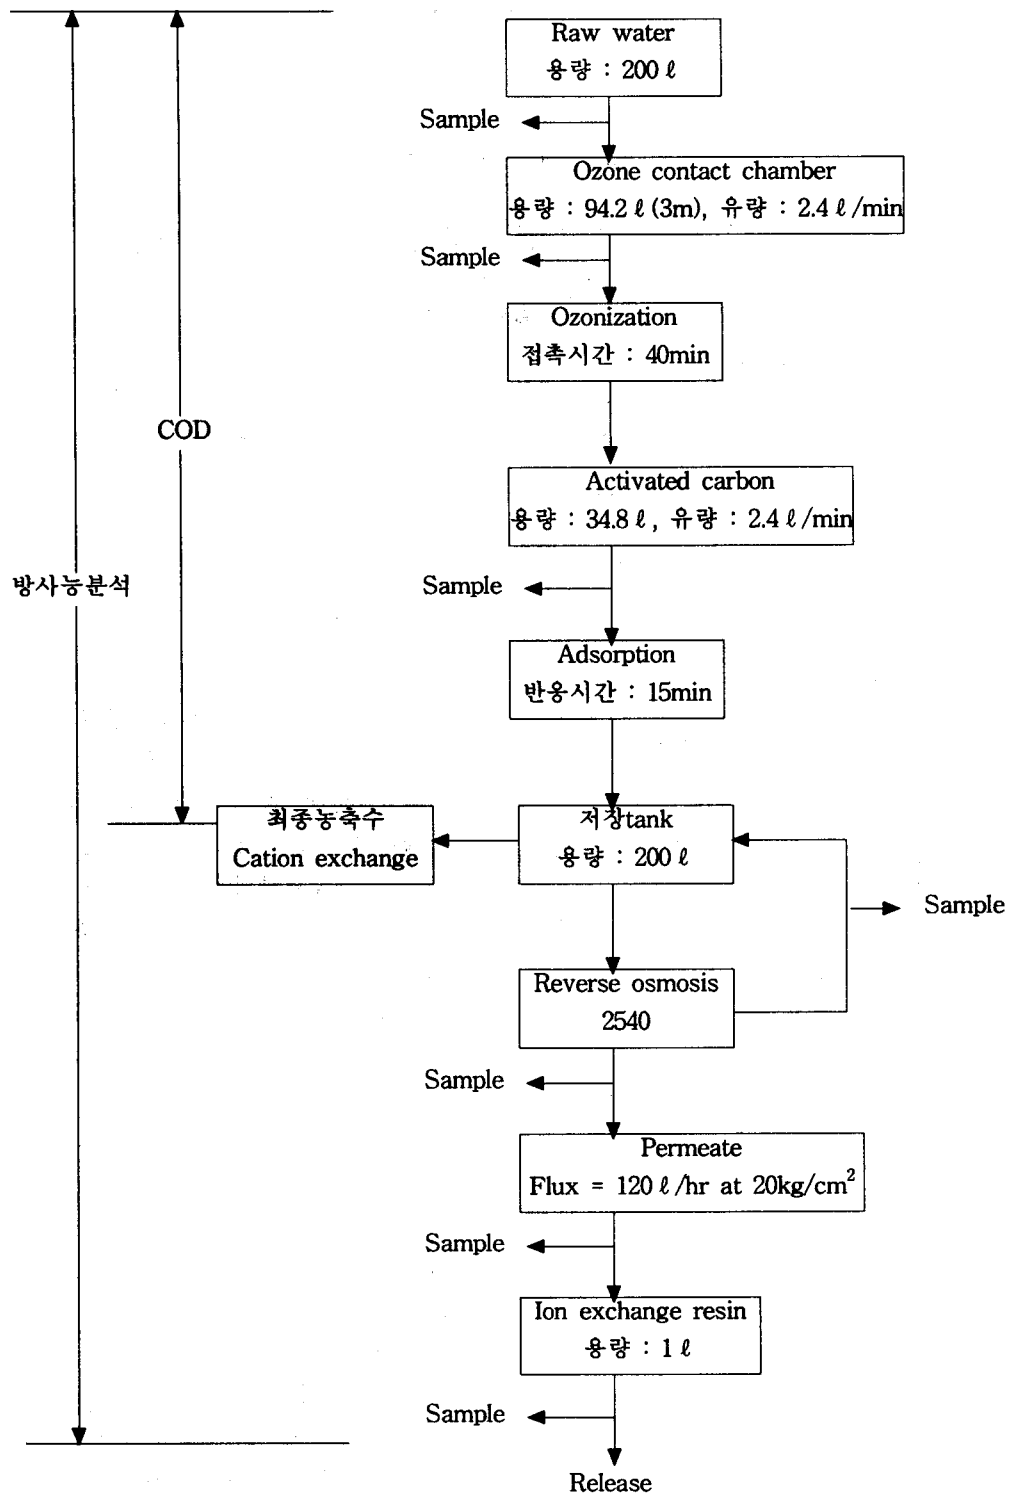 Raw water
용량 : 200 ℓ
Sample
Ozone contact chamber
용량 : 94.2 ℓ (3m), 유량 : 2.4 ℓ/min
Sample
Ozonization
접촉시간 : 40min
COD
Activated carbon
용량 : 34.8 ℓ, 유량 : 2.4 ℓ/min
방사능분석
Sample
Adsorption
반응시간 : 15min
최종농축수
Cation exchange
저장tank
용량 : 200 ℓ
Sample
Reverse osmosis
2540
Sample
Permeate
Flux = 120 ℓ/hr at 20kg/cm²
Sample
Ion exchange resin
용량 : 1 ℓ
Sample
Release